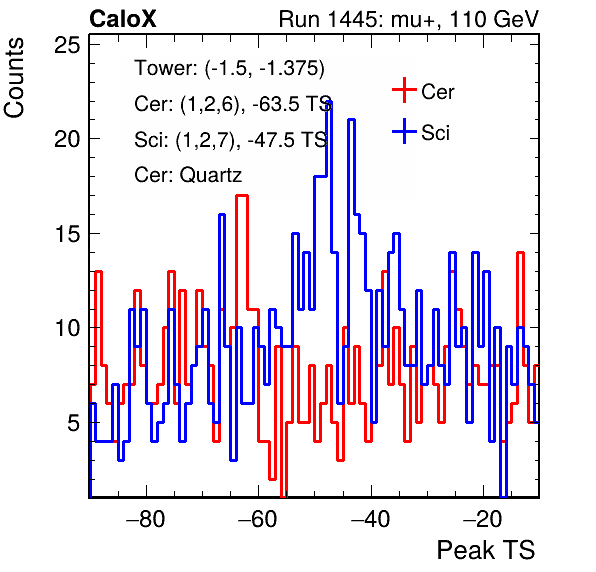 CaloX Run 1445: mu+, 110 GeV
Counts
25
20
15
10
5
Tower: (-1.5, -1.375)
Cer: (1,2,6), -63.5 TS
Sci: (1,2,7), -47.5 TS
Cer: Quartz
Cer
Sci
−80 −60 −40 −20
Peak TS